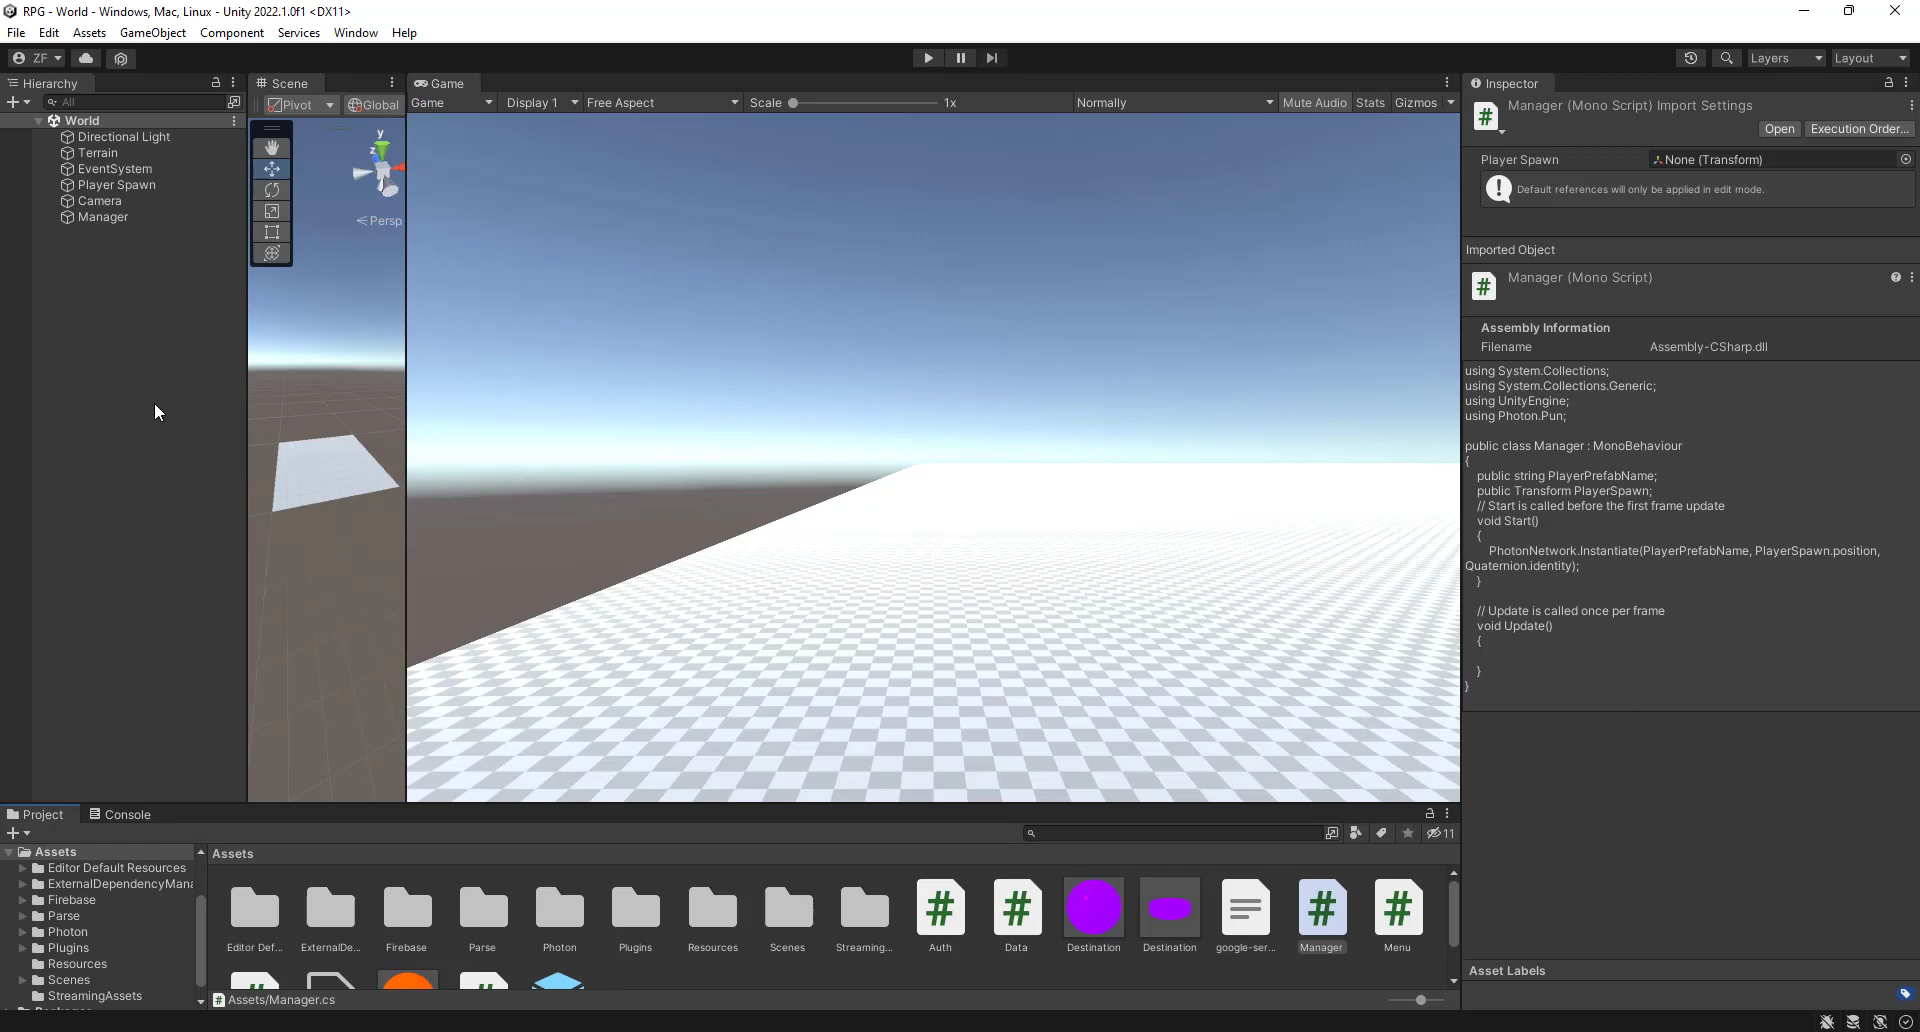 RPG - World - Windows, Mac, Linux - Unity 2022.1.0f1 <DX11>
File Edit Assets GameObject Component Services Window Help
ZF
Layers
Layout
Hierarchy
All
World
Directional Light
Terrain
EventSystem
Player Spawn
Camera
Manager
Scene
Pivot
Global
y
z
Persp
Game
Game
Display 1
Free Aspect
Scale
1x
Normally
Mute Audio
Stats
Gizmos
Inspector
Manager (Mono Script) Import Settings
Open
Execution Order...
Player Spawn
None (Transform)
Default references will only be applied in edit mode.
Imported Object
Manager (Mono Script)
Assembly Information
Filename Assembly-CSharp.dll
using System.Collections;
using System.Collections.Generic;
using UnityEngine;
using Photon.Pun;
public class Manager : MonoBehaviour
{
public string PlayerPrefabName;
public Transform PlayerSpawn;
// Start is called before the first frame update
void Start()
{
PhotonNetwork.Instantiate(PlayerPrefabName, PlayerSpawn.position,
Quaternion.identity);
}
// Update is called once per frame
void Update()
{
}
}
Asset Labels
Project
Console
11
Assets
Editor Default Resources
ExternalDependencyMana
Firebase
Parse
Photon
Plugins
Resources
Scenes
StreamingAssets
Assets
Editor Def...
ExternalDe...
Firebase
Parse
Photon
Plugins
Resources
Scenes
Streaming...
Auth
Data
Destination
Destination
google-ser...
Manager
Menu
Assets/Manager.cs